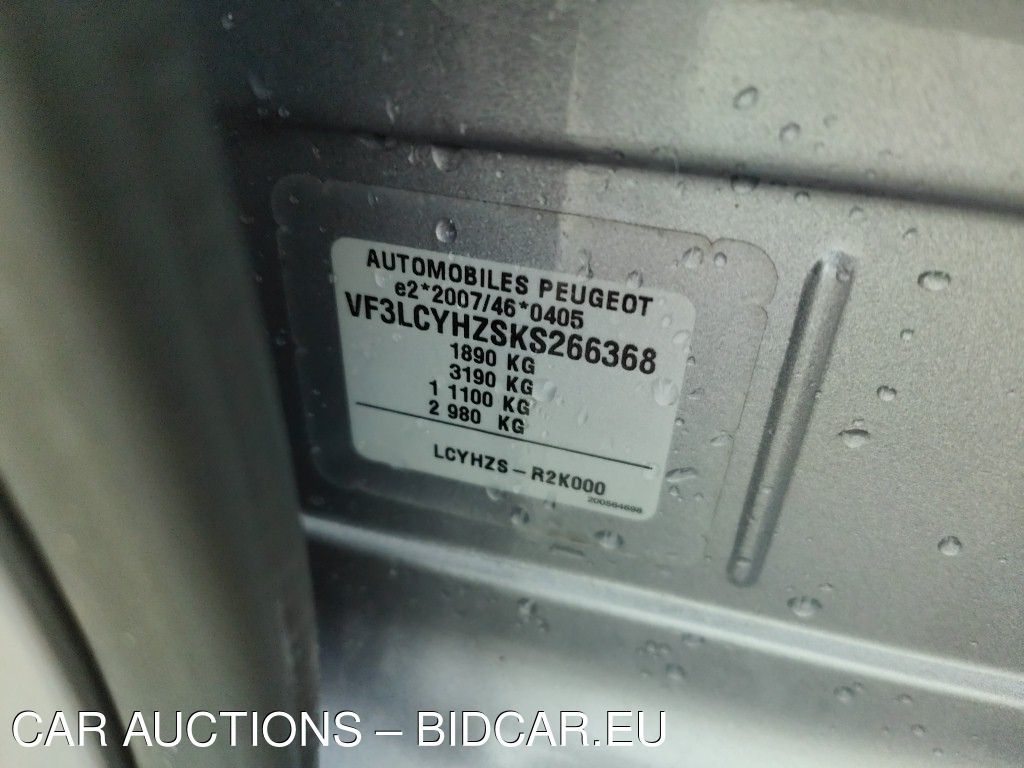 AUTOMOBILES PEUGEOT
e2*2007/46*0405
VF3LCYHZSKS266368
1890 KG
3190 KG
1 1100 KG
2 980 KG
LCYHZS – R2K000
200564698
CAR AUCTIONS – BIDCAR.EU